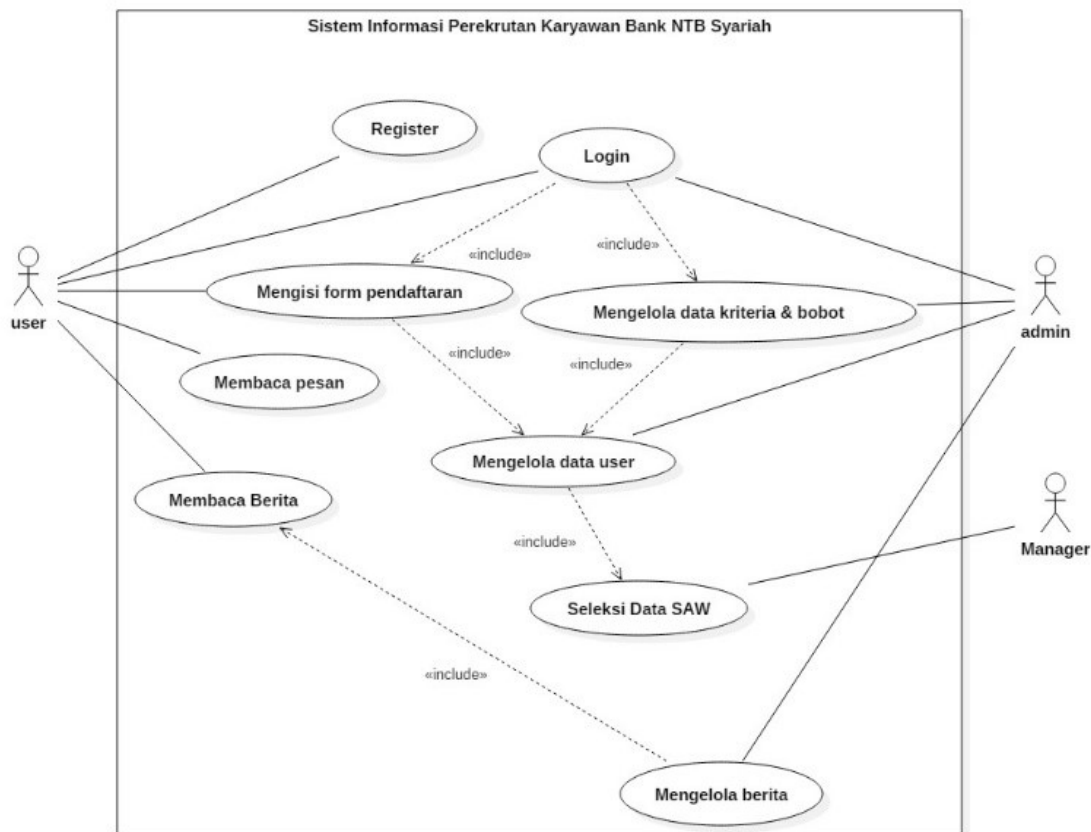 Sistem Informasi Perekrutan Karyawan Bank NTB Syariah
Register
Login
«include»
«include»
user
Mengisi form pendaftaran
Mengelola data kriteria & bobot
admin
«include»
«include»
Membaca pesan
Mengelola data user
Membaca Berita
«include»
Manager
Seleksi Data SAW
«include»
Mengelola berita